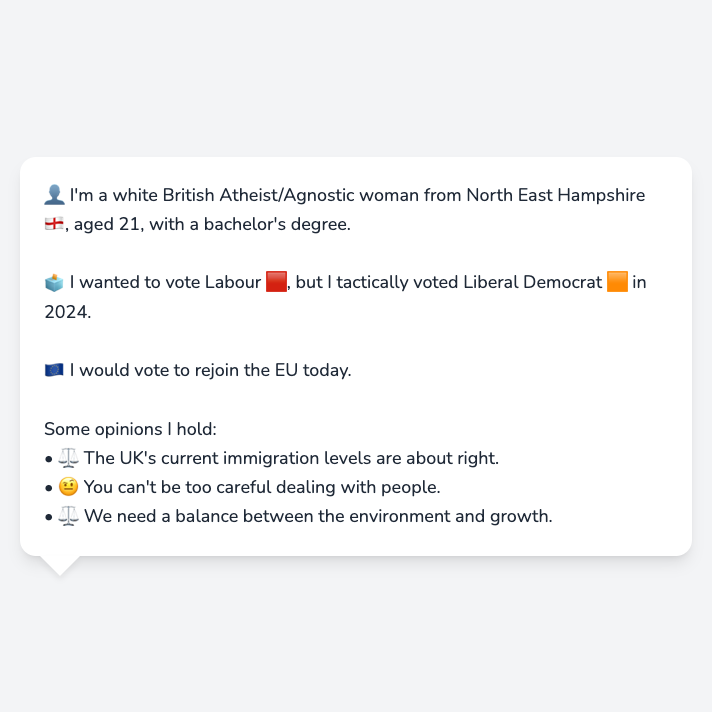 👤 I'm a white British Atheist/Agnostic woman from North East Hampshire
🏴󠁧󠁢󠁥󠁮󠁧󠁿, aged 21, with a bachelor's degree.
🗳️ I wanted to vote Labour 🟥, but I tactically voted Liberal Democrat 🟧 in
2024.
🇪🇺 I would vote to rejoin the EU today.
Some opinions I hold:
• ⚖️ The UK's current immigration levels are about right.
• 🤨 You can't be too careful dealing with people.
• ⚖️ We need a balance between the environment and growth.